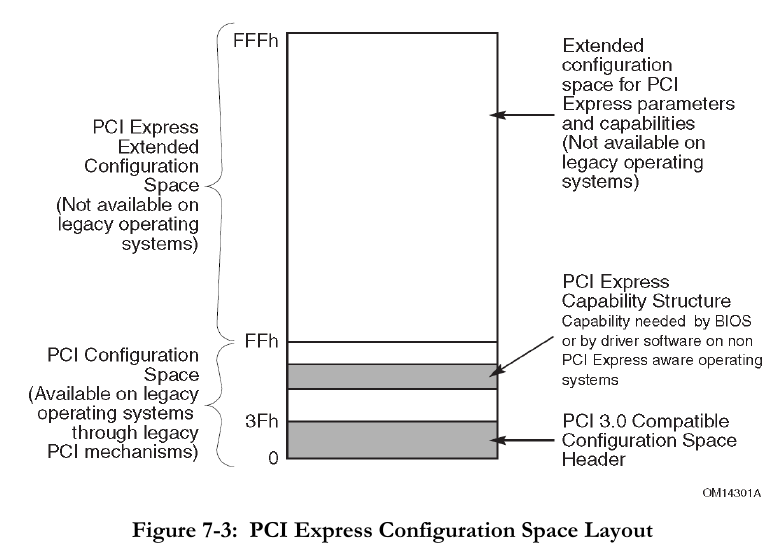 FFFh
Extended
configuration
space for PCI
Express parameters
and capabilities
(Not available on
legacy operating
systems)
PCI Express
Extended
Configuration
Space
(Not available on
legacy operating
systems)
FFh
PCI Express
Capability Structure
Capability needed by BIOS
or by driver software on non
PCI Express aware operating
systems
PCI Configuration
Space
(Available on legacy
operating systems
through legacy
PCI mechanisms)
3Fh
0
PCI 3.0 Compatible
Configuration Space
Header
OM14301A
Figure 7-3: PCI Express Configuration Space Layout